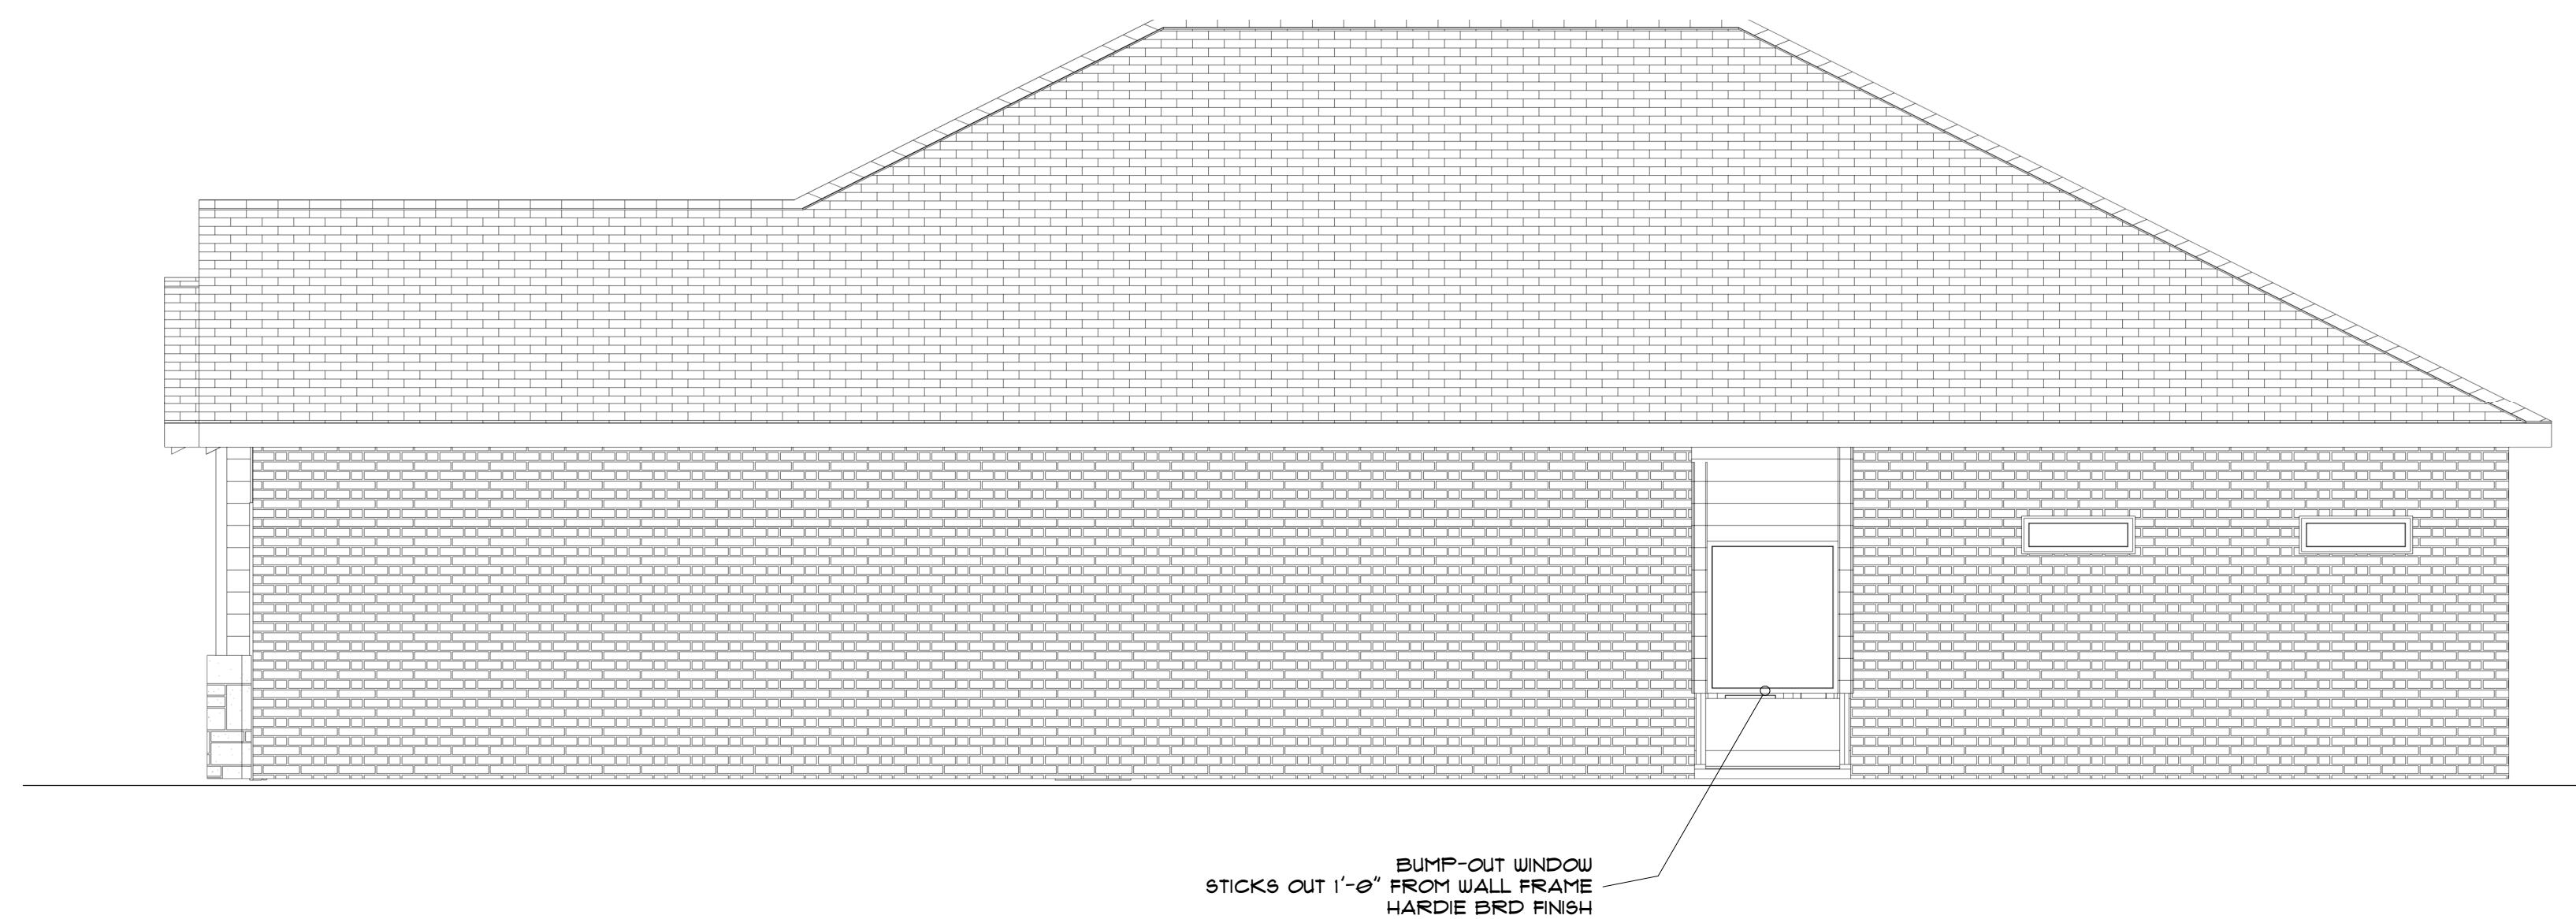 BUMP-OUT WINDOW
STICKS OUT 1'-0" FROM WALL FRAME
HARDIE BRD FINISH